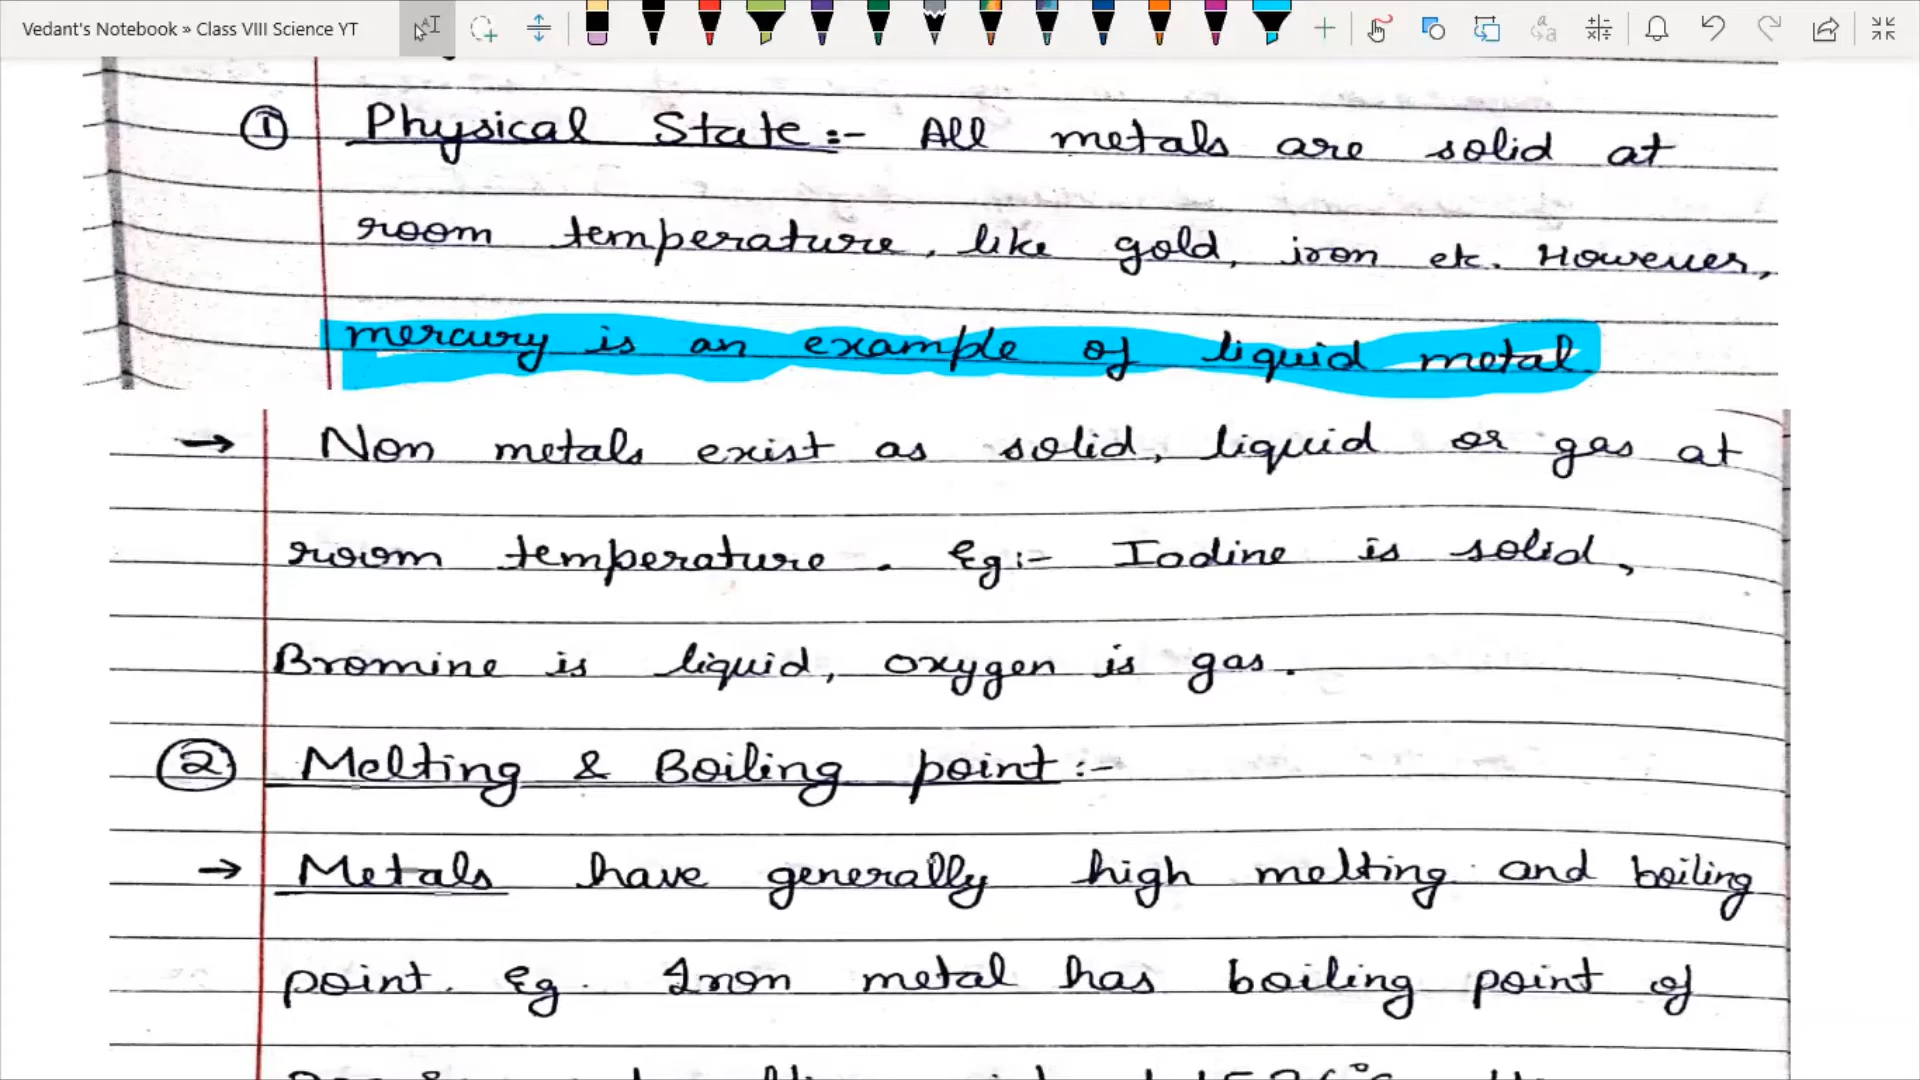 Vedant's Notebook » Class VIII Science YT
① Physical State:- All metals are solid at
room temperature, like gold, iron etc. However,
mercury is an example of liquid metal
→ Non metals exist as solid, liquid or gas at
room temperature. Eg:- Iodine is solid,
Bromine is liquid, oxygen is gas.
② Melting & Boiling point:-
→ Metals have generally high melting and boiling
point. Eg. Iron metal has boiling point of